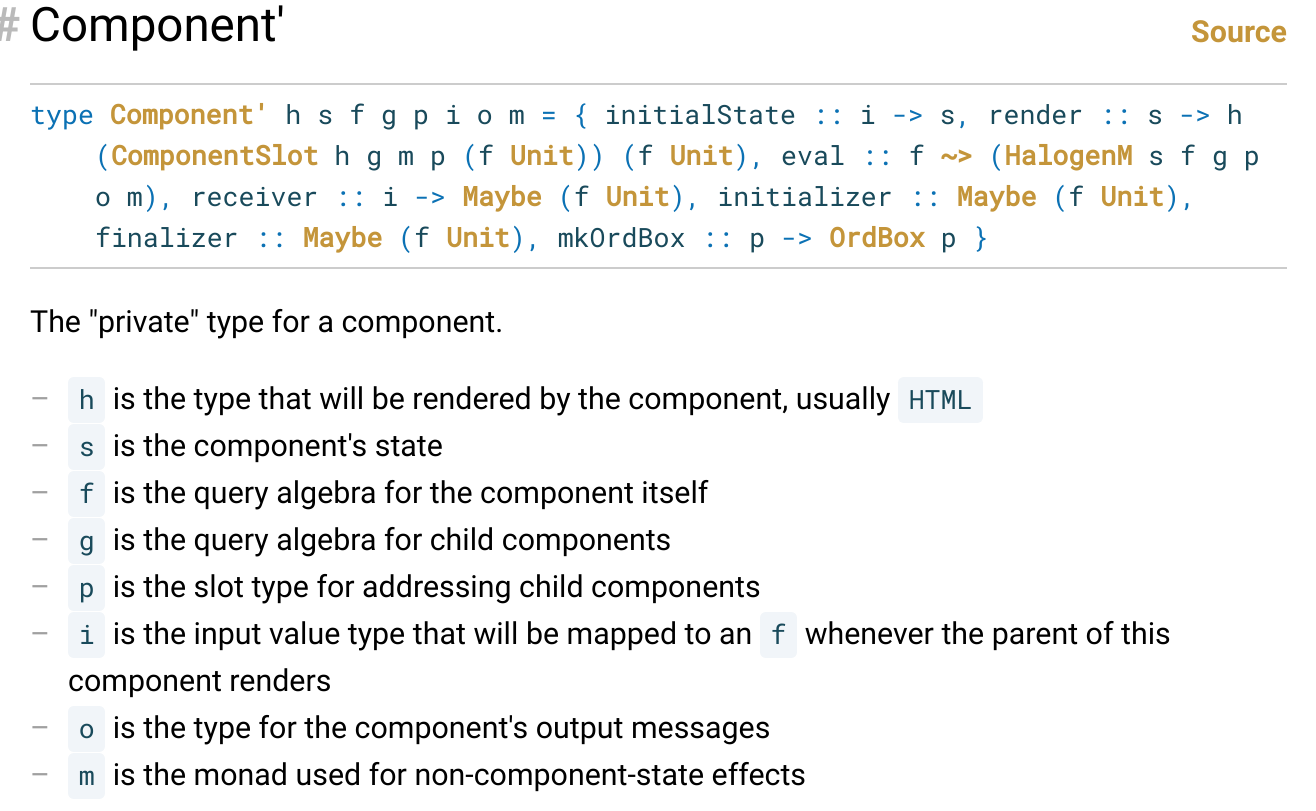 # Component' Source
type Component' h s f g p i o m = { initialState :: i -> s, render :: s -> h
(ComponentSlot h g m p (f Unit)) (f Unit), eval :: f ~> (HalogenM s f g p
o m), receiver :: i -> Maybe (f Unit), initializer :: Maybe (f Unit),
finalizer :: Maybe (f Unit), mkOrdBox :: p -> OrdBox p }
The "private" type for a component.
– h is the type that will be rendered by the component, usually HTML
– s is the component's state
– f is the query algebra for the component itself
– g is the query algebra for child components
– p is the slot type for addressing child components
– i is the input value type that will be mapped to an f whenever the parent of this
component renders
– o is the type for the component's output messages
– m is the monad used for non-component-state effects